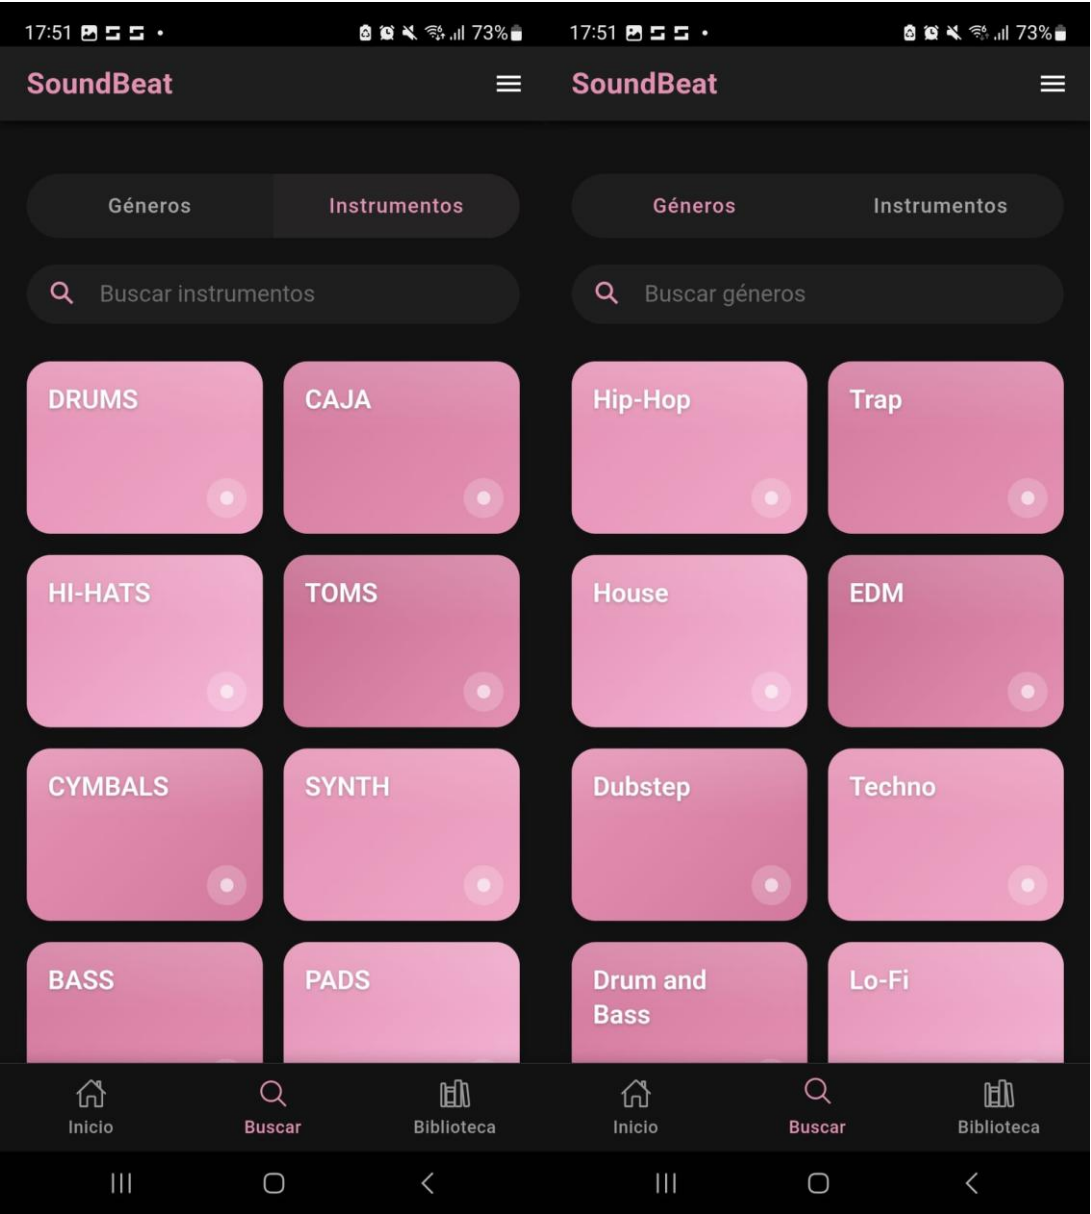 17:51
73%
SoundBeat
Géneros
Instrumentos
Buscar instrumentos
DRUMS
CAJA
HI-HATS
TOMS
CYMBALS
SYNTH
BASS
PADS
Inicio
Buscar
Biblioteca
17:51
73%
SoundBeat
Géneros
Instrumentos
Buscar géneros
Hip-Hop
Trap
House
EDM
Dubstep
Techno
Drum and
Bass
Lo-Fi
Inicio
Buscar
Biblioteca